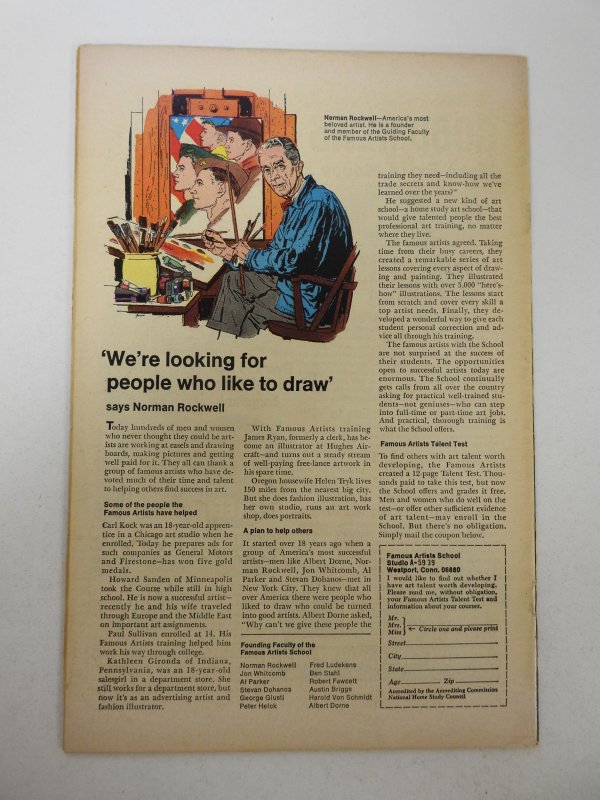 Norman Rockwell—America's most
beloved artist. He is a founder
and member of the Guiding Faculty
of the Famous Artists School.
'We're looking for
people who like to draw'
says Norman Rockwell
Today hundreds of men and women
who never thought they could be art-
ists are working at easels and drawing
boards, making pictures and getting
well paid for it. They all can thank a
group of famous artists who have de-
voted much of their time and talent
to helping others find success in art.
Some of the people the
Famous Artists have helped
Carl Kock was an 18-year-old appren-
tice in a Chicago art studio when he
enrolled. Today he prepares ads for
such companies as General Motors
and Firestone—has won five gold
medals.
Howard Sanden of Minneapolis
took the Course while still in high
school. He is now a successful artist—
recently he and his wife traveled
through Europe and the Middle East
on important art assignments.
Paul Sullivan enrolled at 14. His
Famous Artists training helped him
work his way through college.
Kathleen Gironda of Indiana,
Pennsylvania, was an 18-year-old
salesgirl in a department store. She
still works for a department store, but
now it's as an advertising artist and
fashion illustrator.
With Famous Artists training
James Ryan, formerly a clerk, has be-
come an illustrator at Hughes Air-
craft—and turns out a steady stream
of well-paying free-lance artwork in
his spare time.
Oregon housewife Helen Tryk lives
150 miles from the nearest big city.
But she does fashion illustration, has
her own studio, runs an art work
shop, does portraits.
A plan to help others
It started over 18 years ago when a
group of America's most successful
artists—men like Albert Dorne, Nor-
man Rockwell, Jon Whitcomb, Al
Parker and Stevan Dohanos—met in
New York City. They knew that all
over America there were people who
liked to draw who could be turned
into good artists. Albert Dorne asked,
"Why can't we give these people the
Founding Faculty of the
Famous Artists School
Norman Rockwell
Jon Whitcomb
Al Parker
Stevan Dohanos
George Giusti
Peter Helck
Fred Ludekens
Ben Stahl
Robert Fawcett
Austin Briggs
Harold Von Schmidt
Albert Dorne
training they need—including all the
trade secrets and know-how we've
learned over the years?"
He suggested a new kind of art
school—a home study art school—that
would give talented people the best
professional art training, no matter
where they live.
The famous artists agreed. Taking
time from their busy careers, they
created a remarkable series of art
lessons covering every aspect of draw-
ing and painting. They illustrated
their lessons with over 5,000 "here's-
how" illustrations. The lessons start
from scratch and cover every skill a
top artist needs. Finally, they de-
veloped a wonderful way to give each
student personal correction and ad-
vice all through his training.
The famous artists with the School
are not surprised at the success of
their students. The opportunities
open to successful artists today are
enormous. The School continually
gets calls from all over the country
asking for practical well-trained stu-
dents—not geniuses—who can step
into full-time or part-time art jobs.
And practical, thorough training is
what the School offers.
Famous Artists Talent Test
To find others with art talent worth
developing, the Famous Artists
created a 12-page Talent Test. Thou-
sands paid to take this test, but now
the School offers and grades it free.
Men and women who do well on the
test—or offer other sufficient evidence
of art talent—may enroll in the
School. But there's no obligation.
Simply mail the coupon below.
Famous Artists School
Studio A-5939
Westport, Conn. 06880
I would like to find out whether I
have art talent worth developing.
Please send me, without obligation,
your Famous Artists Talent Test and
information about your courses.
Mr.
Mrs.
Miss
← Circle one and please print
Street
City
State
Age Zip
Accredited by the Accrediting Commission
National Home Study Council